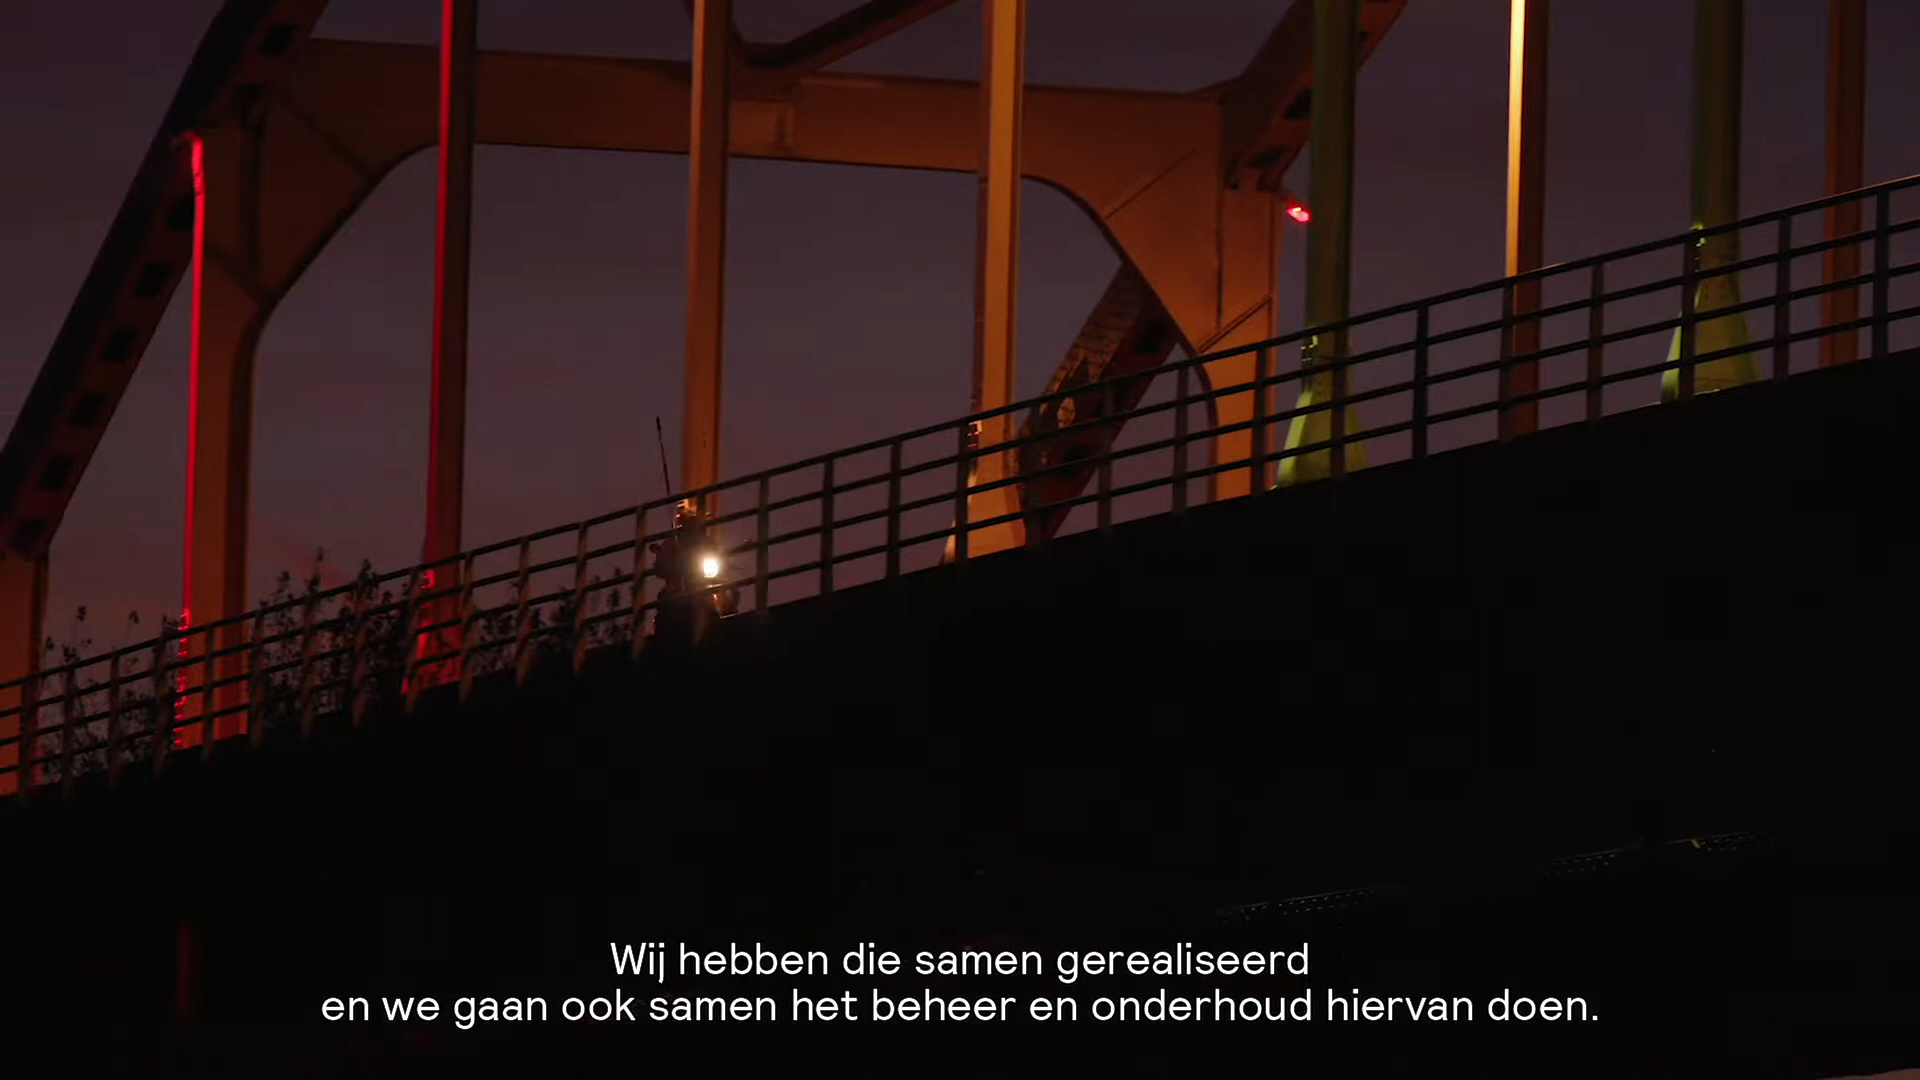 Wij hebben die samen gerealiseerd
en we gaan ook samen het beheer en onderhoud hiervan doen.